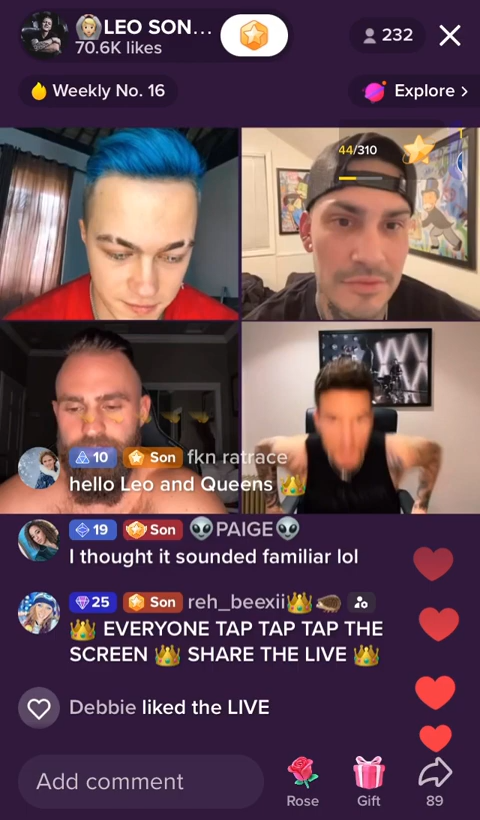 LEO SON...
70.6K likes
232
Weekly No. 16
Explore >
44/310
10 Son fkn ratrace
hello Leo and Queens 👑
19 Son 👽PAIGE👽
I thought it sounded familiar lol
25 Son reh_beexii👑🦔
👑 EVERYONE TAP TAP TAP THE
SCREEN 👑 SHARE THE LIVE 👑
Debbie liked the LIVE
Add comment
Rose
Gift
89